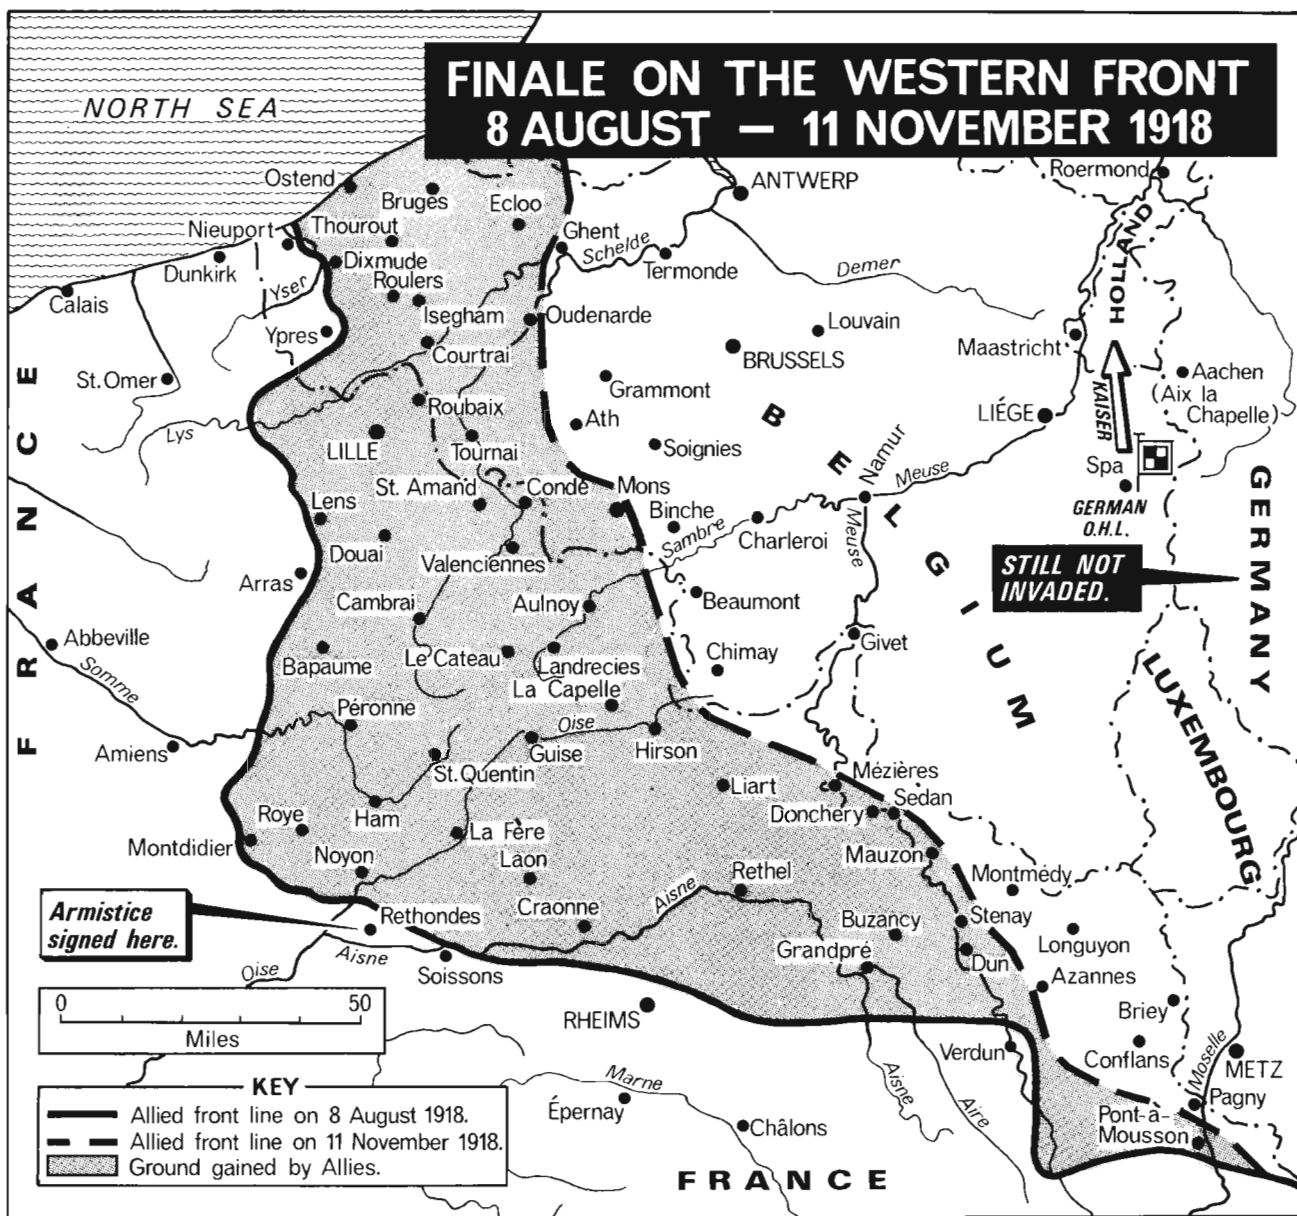 FINALE ON THE WESTERN FRONT
8 AUGUST — 11 NOVEMBER 1918
NORTH SEA
Roermond
ANTWERP
Ostend
Bruges
Ecloo
Nieuport
Thourout
Ghent
Schelde
Termonde
Demer
HOLLAND
Dunkirk
Dixmude
Roulers
Yser
Calais
Isegham
Oudenarde
Louvain
Ypres
Courtrai
BRUSSELS
Maastricht
St. Omer
Grammont
Aachen
(Aix la
Chapelle)
KAISER
Roubaix
Ath
LIÉGE
Lys
LILLE
Tournai
Soignies
Spa
Namur
Meuse
St. Amand
Condé
Mons
GERMAN
O.H.L.
Lens
Binche
Sambre
Charleroi
Meuse
Douai
Valenciennes
STILL NOT
INVADED.
GERMANY
FRANCE
BELGIUM
LUXEMBOURG
Arras
Cambrai
Aulnoy
Beaumont
Abbeville
Givet
Somme
Bapaume
Le Cateau
Landrecies
Chimay
La Capelle
Péronne
Oise
Amiens
Guise
Hirson
St. Quentin
Mézières
Liart
Sedan
Donchery
Roye
Ham
La Fère
Montdidier
Noyon
Laon
Mauzon
Rethel
Montmédy
Armistice
signed here.
Rethondes
Craonne
Aisne
Buzancy
Stenay
Longuyon
Aisne
Grandpré
Dun
Oise
Soissons
Azannes
0 50
Miles
RHEIMS
Briey
Verdun
Conflans
Moselle
METZ
Marne
Aisne
Aire
Épernay
Pagny
Châlons
Pont-à-
Mousson
FRANCE
KEY
Allied front line on 8 August 1918.
Allied front line on 11 November 1918.
Ground gained by Allies.